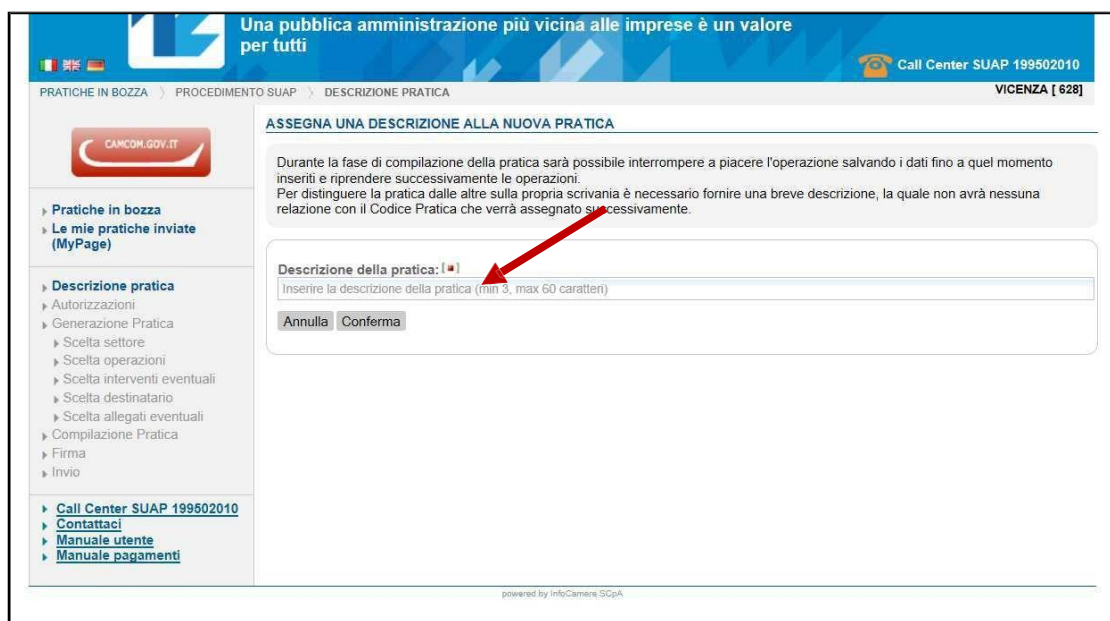 Una pubblica amministrazione più vicina alle imprese è un valore
per tutti
Call Center SUAP 199502010
PRATICHE IN BOZZA PROCEDIMENTO SUAP DESCRIZIONE PRATICA
VICENZA [ 628]
CAMCOM.GOV.IT
Pratiche in bozza
Le mie pratiche inviate
(MyPage)
Descrizione pratica
Autorizzazioni
Generazione Pratica
Scelta settore
Scelta operazioni
Scelta interventi eventuali
Scelta destinatario
Scelta allegati eventuali
Compilazione Pratica
Firma
Invio
Call Center SUAP 199502010
Contattaci
Manuale utente
Manuale pagamenti
ASSEGNA UNA DESCRIZIONE ALLA NUOVA PRATICA
Durante la fase di compilazione della pratica sarà possibile interrompere a piacere l'operazione salvando i dati fino a quel momento
inseriti e riprendere successivamente le operazioni.
Per distinguere la pratica dalle altre sulla propria scrivania è necessario fornire una breve descrizione, la quale non avrà nessuna
relazione con il Codice Pratica che verrà assegnato successivamente.
Descrizione della pratica:
Inserire la descrizione della pratica (min 3, max 60 caratteri)
Annulla Conferma
powered by InfoCamere SCpA